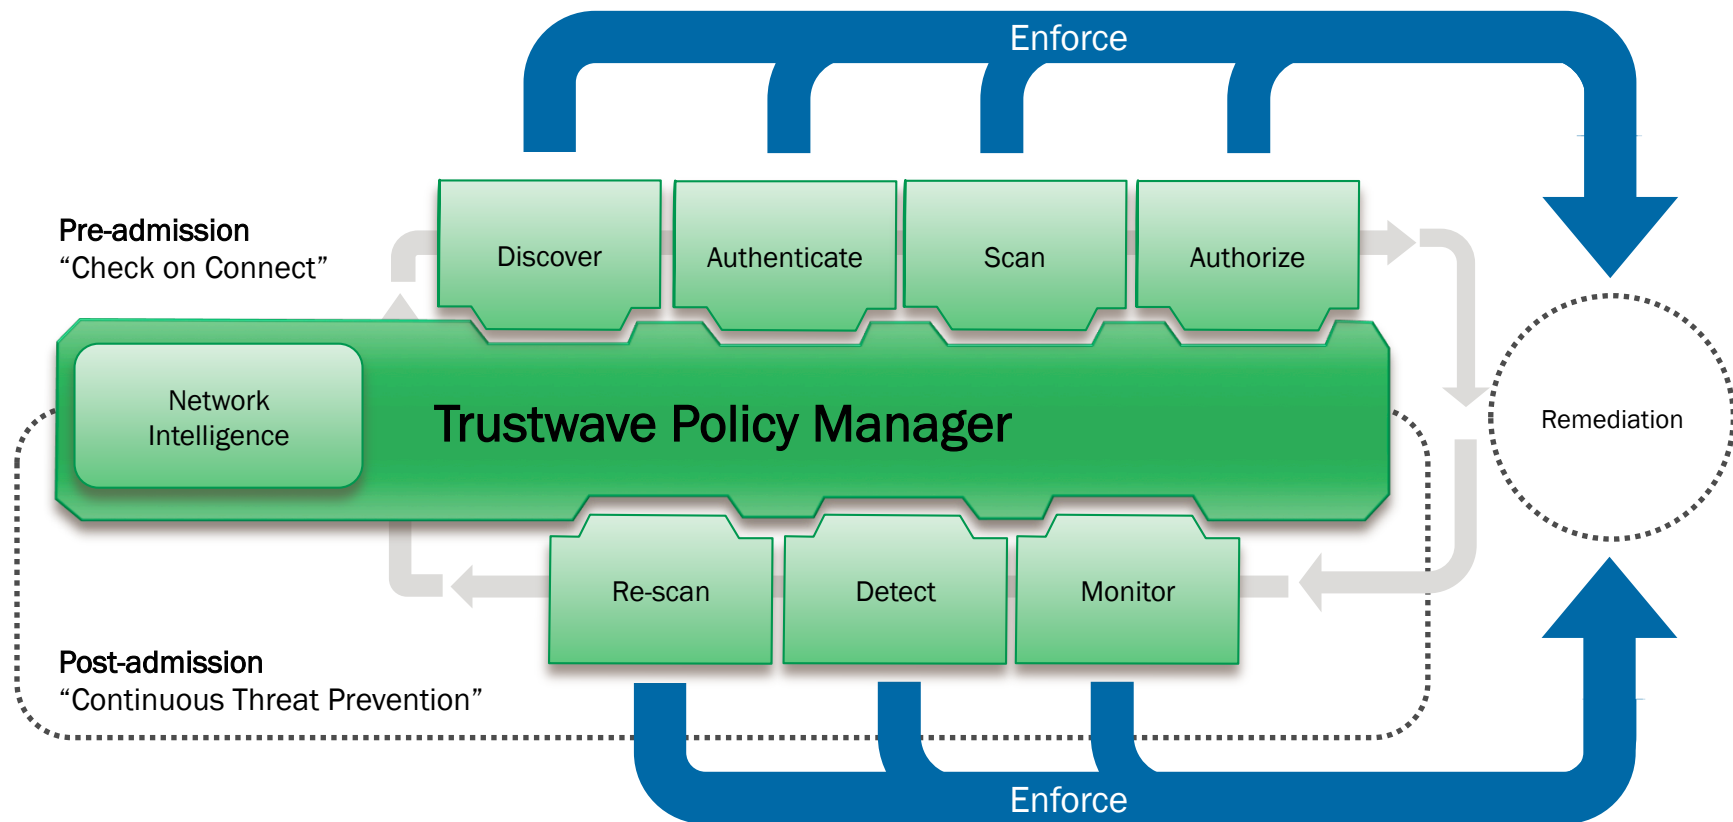 Enforce
Pre-admission
“Check on Connect”
Discover
Authenticate
Scan
Authorize
Network
Intelligence
Trustwave Policy Manager
Remediation
Re-scan
Detect
Monitor
Post-admission
“Continuous Threat Prevention”
Enforce